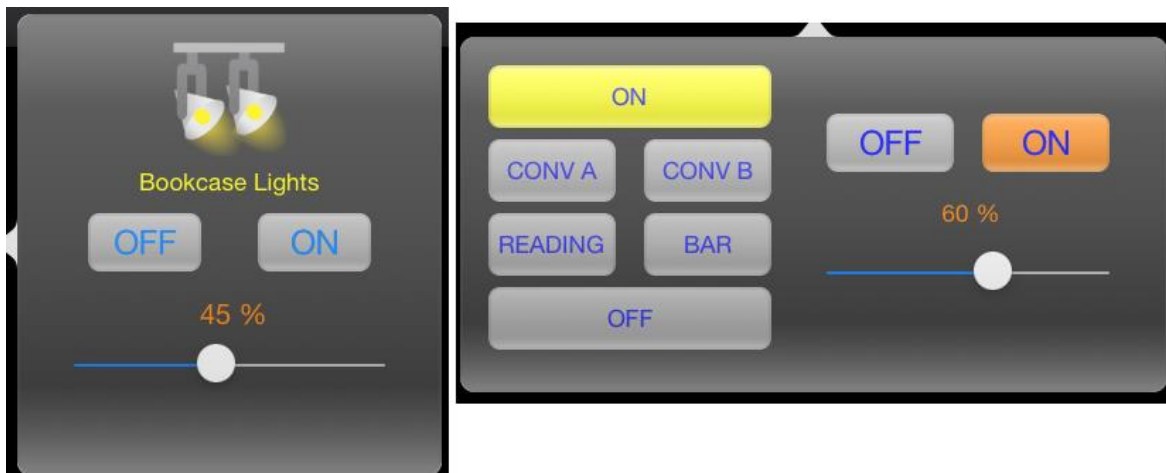 Bookcase Lights
OFF ON
45 %
ON
CONV A CONV B
READING BAR
OFF
OFF ON
60 %